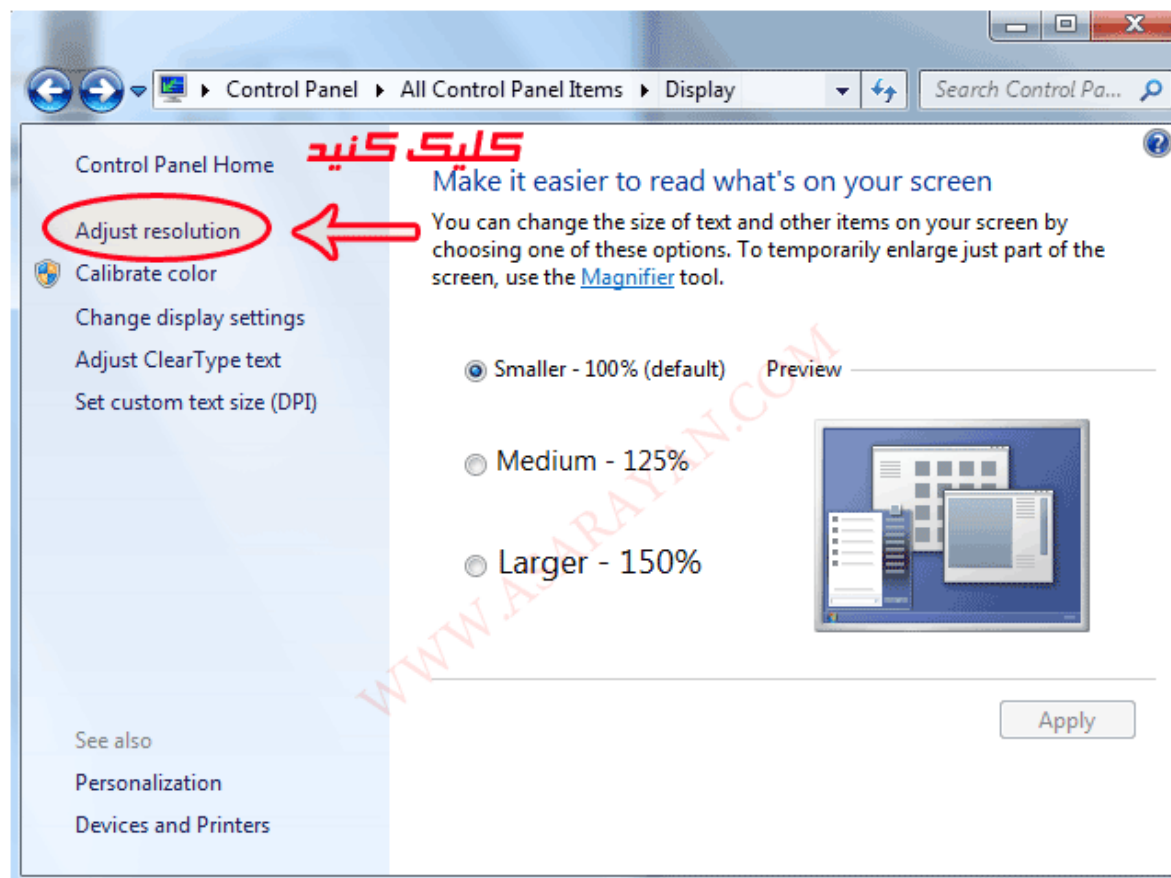 Control Panel ▸ All Control Panel Items ▸ Display
Search Control Pa...
Control Panel Home
کلیک کنید
Adjust resolution
Calibrate color
Change display settings
Adjust ClearType text
Set custom text size (DPI)
See also
Personalization
Devices and Printers
Make it easier to read what's on your screen
You can change the size of text and other items on your screen by
choosing one of these options. To temporarily enlarge just part of the
screen, use the Magnifier tool.
Smaller - 100% (default)
Preview
Medium - 125%
Larger - 150%
Apply
WWW.ASARAYAN.COM